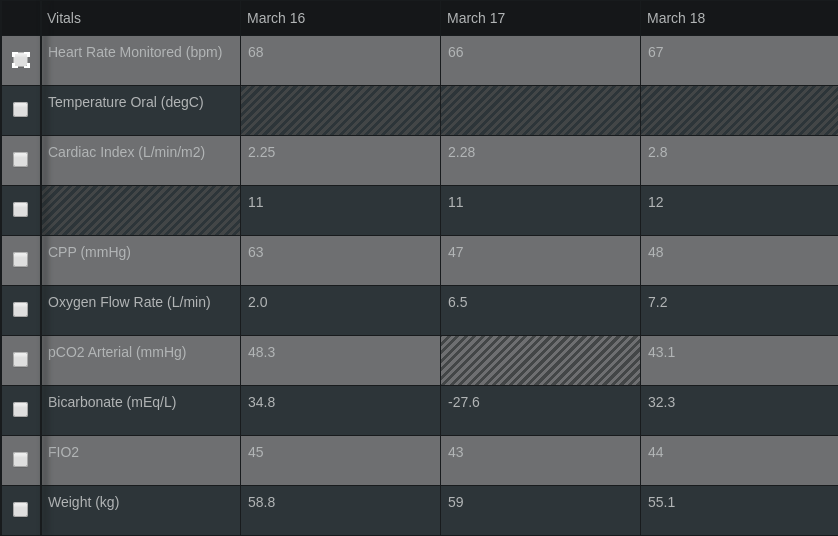 Vitals March 16 March 17 March 18
Heart Rate Monitored (bpm) 68 66 67
Temperature Oral (degC)
Cardiac Index (L/min/m2) 2.25 2.28 2.8
11 11 12
CPP (mmHg) 63 47 48
Oxygen Flow Rate (L/min) 2.0 6.5 7.2
pCO2 Arterial (mmHg) 48.3 43.1
Bicarbonate (mEq/L) 34.8 -27.6 32.3
FIO2 45 43 44
Weight (kg) 58.8 59 55.1